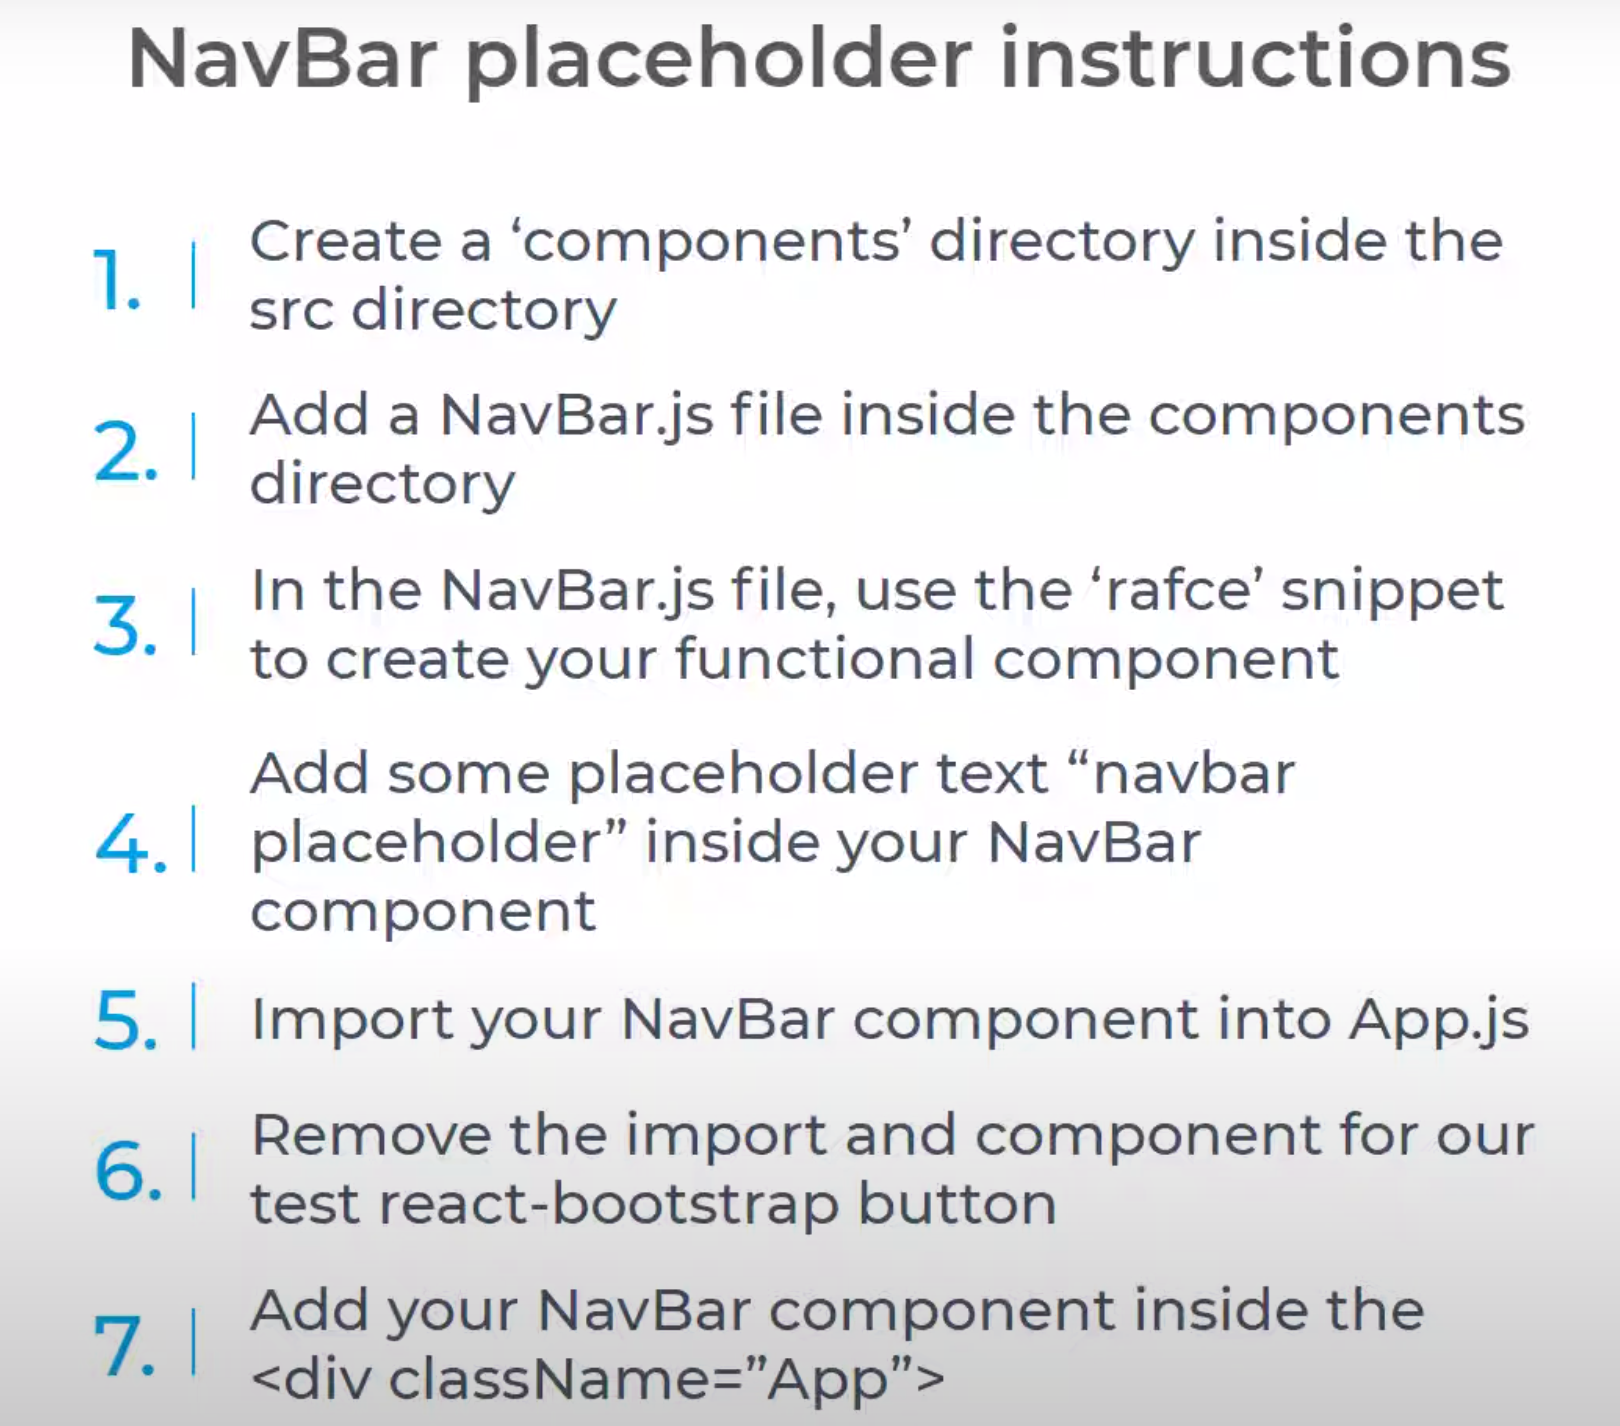 NavBar placeholder instructions
1. Create a ‘components’ directory inside the
src directory
2. Add a NavBar.js file inside the components
directory
3. In the NavBar.js file, use the ‘rafce’ snippet
to create your functional component
Add some placeholder text “navbar
4. placeholder” inside your NavBar
component
5. Import your NavBar component into App.js
6. Remove the import and component for our
test react-bootstrap button
7. Add your NavBar component inside the
<div className=”App”>